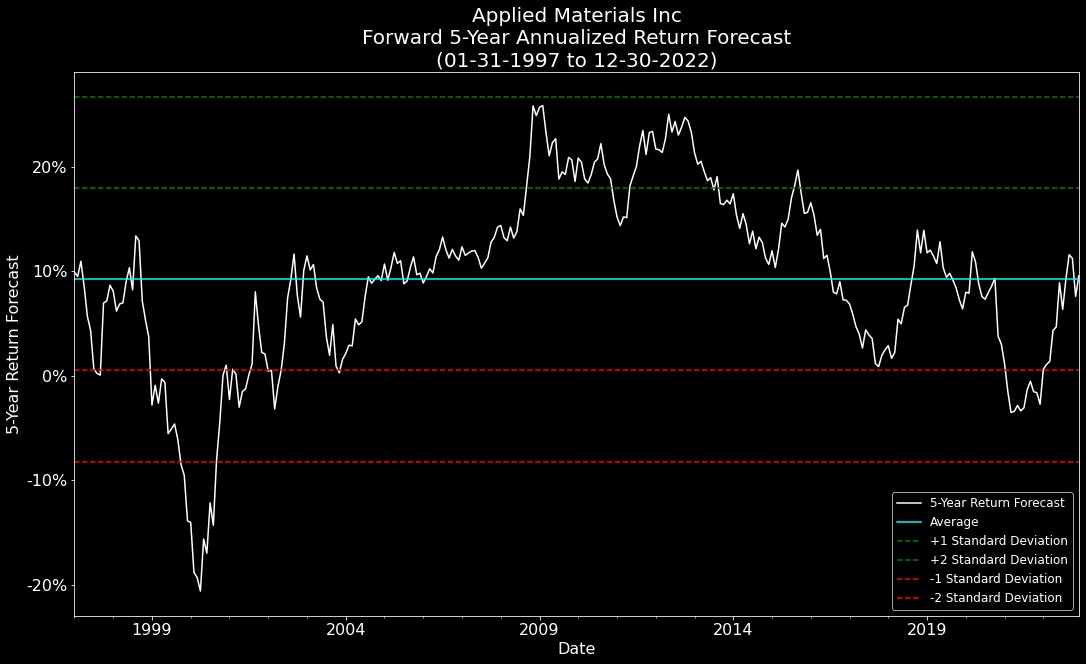 Applied Materials Inc
Forward 5-Year Annualized Return Forecast
(01-31-1997 to 12-30-2022)
5-Year Return Forecast
20%
10%
0%
-10%
-20%
1999
2004
2009
2014
2019
Date
5-Year Return Forecast
Average
+1 Standard Deviation
+2 Standard Deviation
-1 Standard Deviation
-2 Standard Deviation